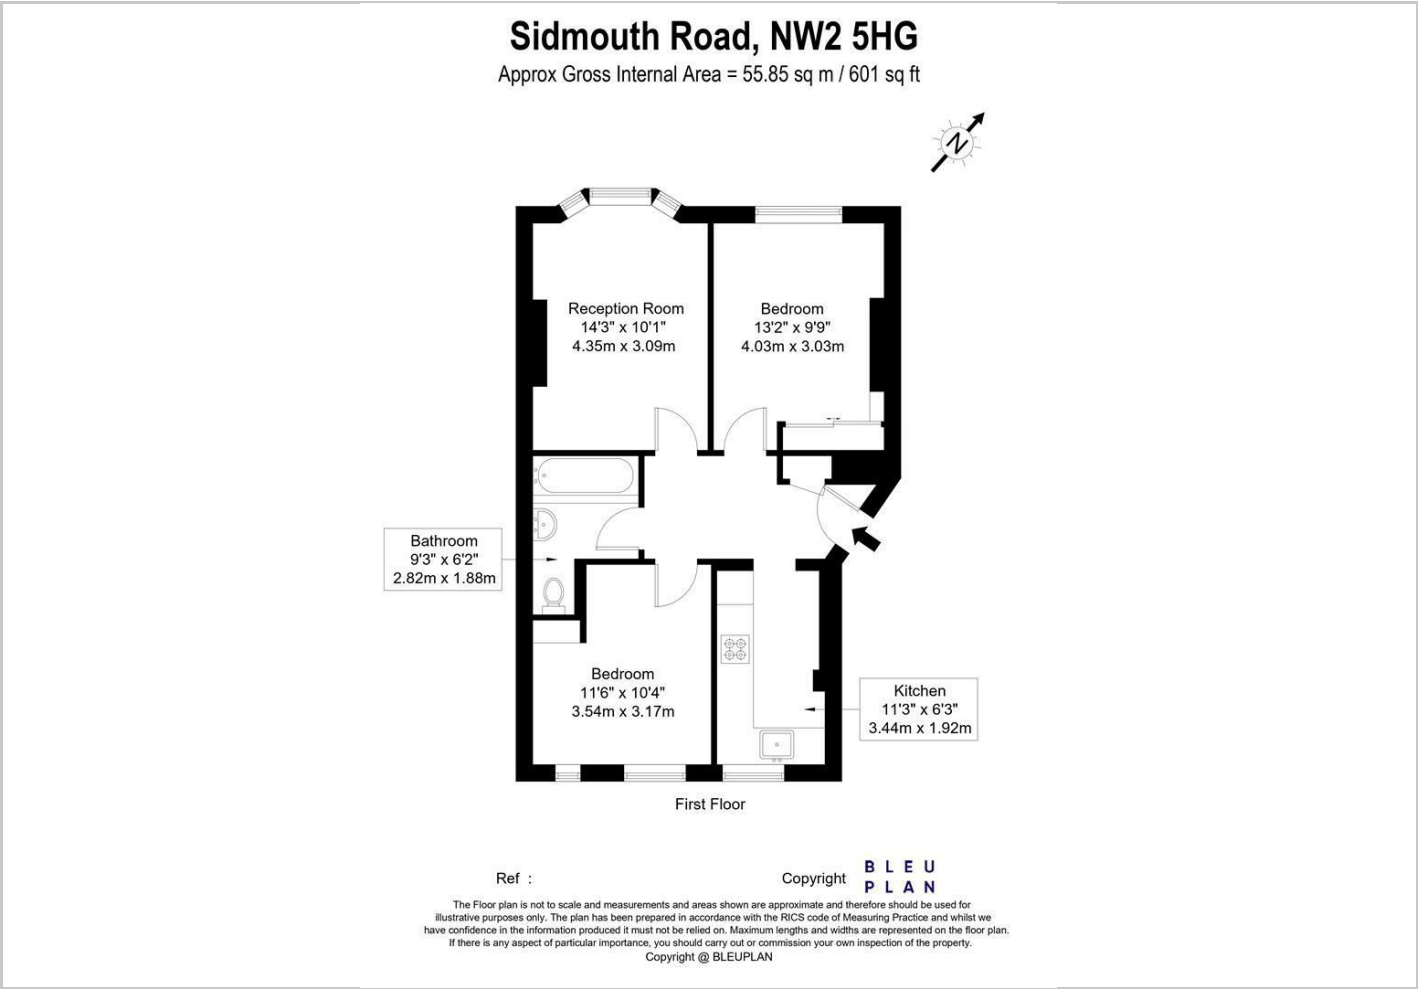 Sidmouth Road, NW2 5HG
Approx Gross Internal Area = 55.85 sq m / 601 sq ft
N
Reception Room
14'3" x 10'1"
4.35m x 3.09m
Bedroom
13'2" x 9'9"
4.03m x 3.03m
Bathroom
9'3" x 6'2"
2.82m x 1.88m
Bedroom
11'6" x 10'4"
3.54m x 3.17m
Kitchen
11'3" x 6'3"
3.44m x 1.92m
First Floor
Ref :
Copyright
BLEU
PLAN
The Floor plan is not to scale and measurements and areas shown are approximate and therefore should be used for
illustrative purposes only. The plan has been prepared in accordance with the RICS code of Measuring Practice and whilst we
have confidence in the information produced it must not be relied on. Maximum lengths and widths are represented on the floor plan.
If there is any aspect of particular importance, you should carry out or commission your own inspection of the property.
Copyright @ BLEUPLAN